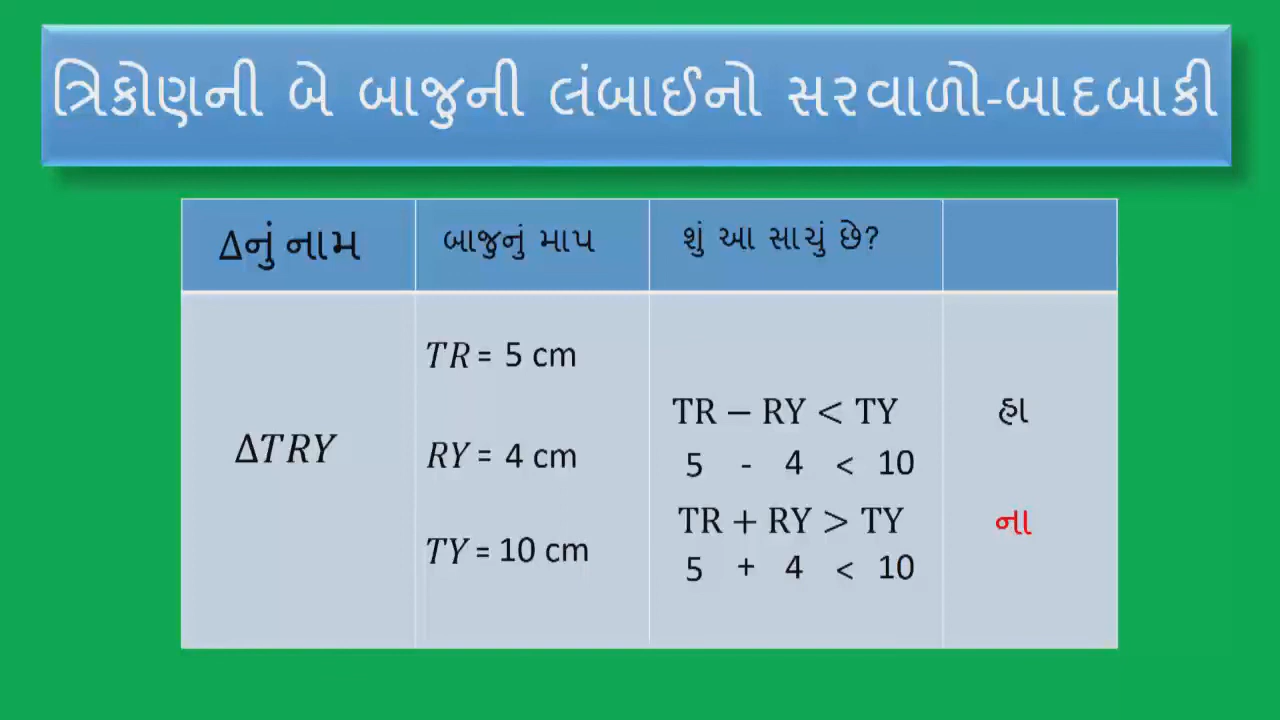 ત્રિકોણની બે બાજુની લંબાઈનો સરવાળો-બાદબાકી
Δનું નામ બાજુનું માપ શું આ સાચું છે?
TR = 5 cm
TR − RY < TY હા
ΔTRY RY = 4 cm 5 - 4 < 10
TR + RY > TY ના
TY = 10 cm 5 + 4 < 10